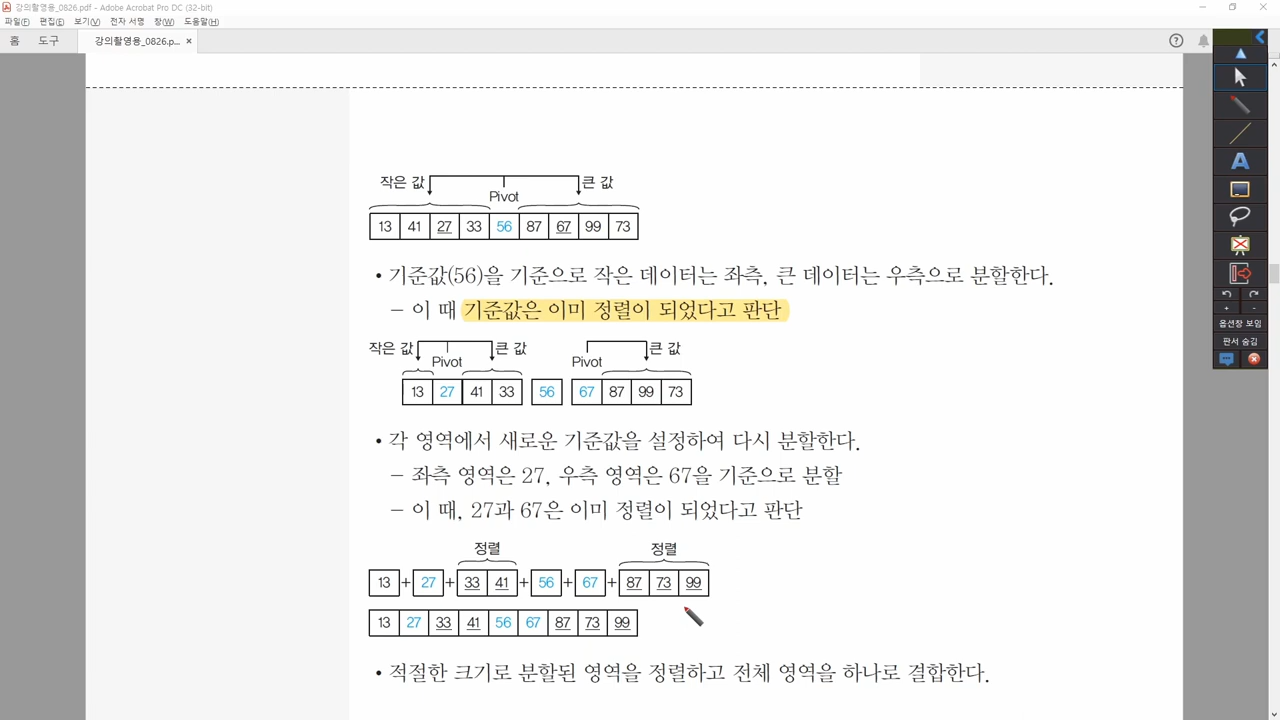 강의촬영용_0826.pdf - Adobe Acrobat Pro DC (32-bit)
파일(F) 편집(E) 보기(V) 전자 서명 창(W) 도움말(H)
홈 도구 강의촬영용_0826.p... ×
작은 값 큰 값
Pivot
13 41 27 33 56 87 67 99 73
• 기준값(56)을 기준으로 작은 데이터는 좌측, 큰 데이터는 우측으로 분할한다.
– 이 때 기준값은 이미 정렬이 되었다고 판단
작은 값 큰 값 큰 값
Pivot Pivot
13 27 41 33 56 67 87 99 73
• 각 영역에서 새로운 기준값을 설정하여 다시 분할한다.
– 좌측 영역은 27, 우측 영역은 67을 기준으로 분할
– 이 때, 27과 67은 이미 정렬이 되었다고 판단
정렬 정렬
13 + 27 + 33 41 + 56 + 67 + 87 73 99
13 27 33 41 56 67 87 73 99
• 적절한 크기로 분할된 영역을 정렬하고 전체 영역을 하나로 결합한다.
A
+ -
옵션창 보임
판서 숨김